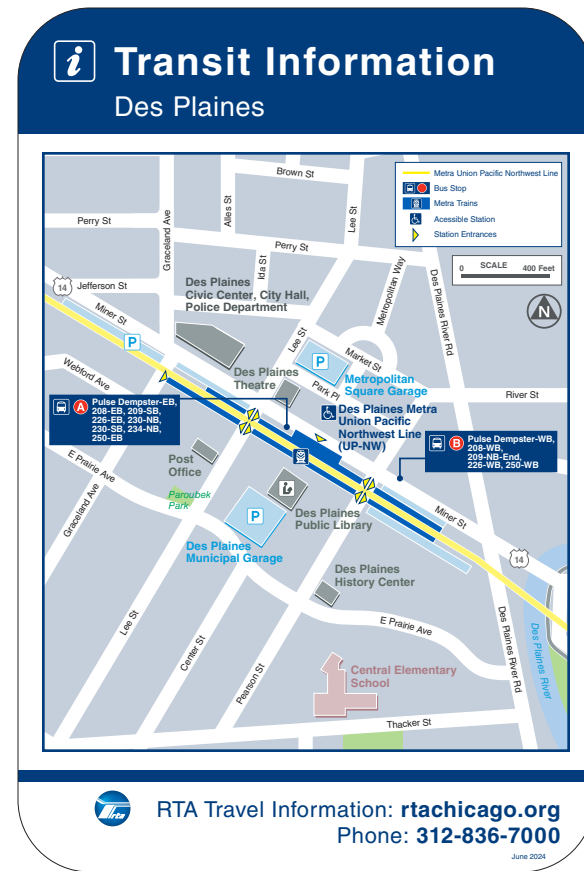 i Transit Information
Des Plaines
Metra Union Pacific Northwest Line
Bus Stop
Metra Trains
Acessible Station
Station Entrances
0 SCALE 400 Feet
N
Brown St
Perry St
Graceland Ave
Alles St
Lee St
Perry St
Ida St
Metropolitan Way
Des Plaines River Rd
14
Jefferson St
Miner St
Des Plaines
Civic Center, City Hall,
Police Department
P
Webford Ave
Lee St
P
Market St
Des Plaines
Theatre
Park Pl
Metropolitan
Square Garage
River St
A Pulse Dempster-EB,
208-EB, 209-SB,
226-EB, 230-NB,
230-SB, 234-NB,
250-EB
Des Plaines Metra
Union Pacific
Northwest Line
(UP-NW)
B Pulse Dempster-WB,
208-WB,
209-NB-End,
226-WB, 250-WB
E Prairie Ave
Post
Office
Paroubek
Park
Graceland Ave
P
Des Plaines
Public Library
Miner St
Des Plaines
Municipal Garage
14
Des Plaines
History Center
Lee St
Center St
Pearson St
E Prairie Ave
Des Plaines River Rd
Des Plaines River
Central Elementary
School
Thacker St
rta
RTA Travel Information: rtachicago.org
Phone: 312-836-7000
June 2024